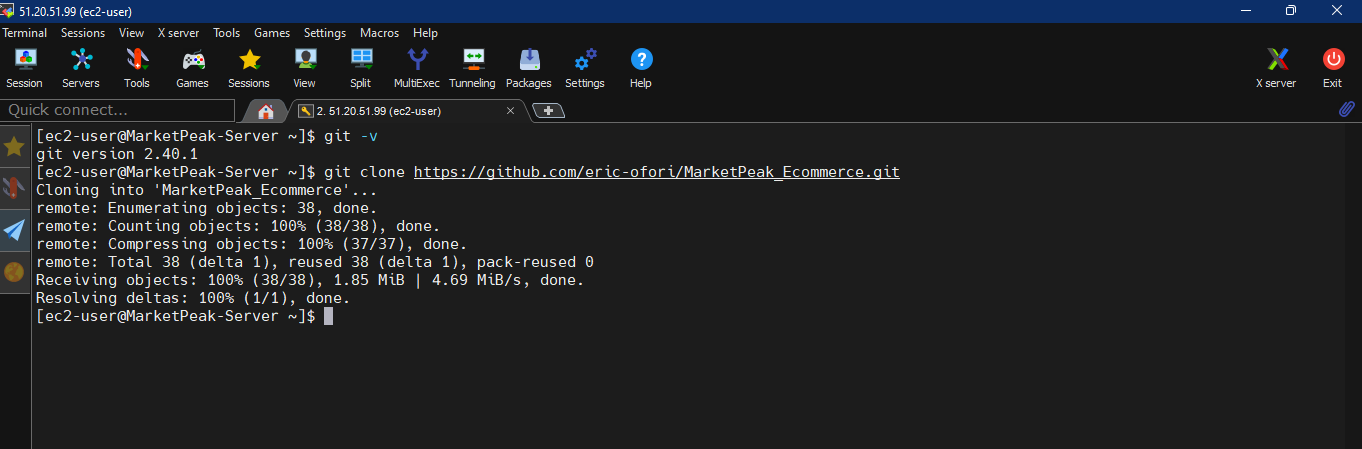 51.20.51.99 (ec2-user)
Terminal Sessions View X server Tools Games Settings Macros Help
Session Servers Tools Games Sessions View Split MultiExec Tunneling Packages Settings Help X server Exit
Quick connect... 2. 51.20.51.99 (ec2-user)
[ec2-user@MarketPeak-Server ~]$ git -v
git version 2.40.1
[ec2-user@MarketPeak-Server ~]$ git clone https://github.com/eric-ofori/MarketPeak_Ecommerce.git
Cloning into 'MarketPeak_Ecommerce'...
remote: Enumerating objects: 38, done.
remote: Counting objects: 100% (38/38), done.
remote: Compressing objects: 100% (37/37), done.
remote: Total 38 (delta 1), reused 38 (delta 1), pack-reused 0
Receiving objects: 100% (38/38), 1.85 MiB | 4.69 MiB/s, done.
Resolving deltas: 100% (1/1), done.
[ec2-user@MarketPeak-Server ~]$